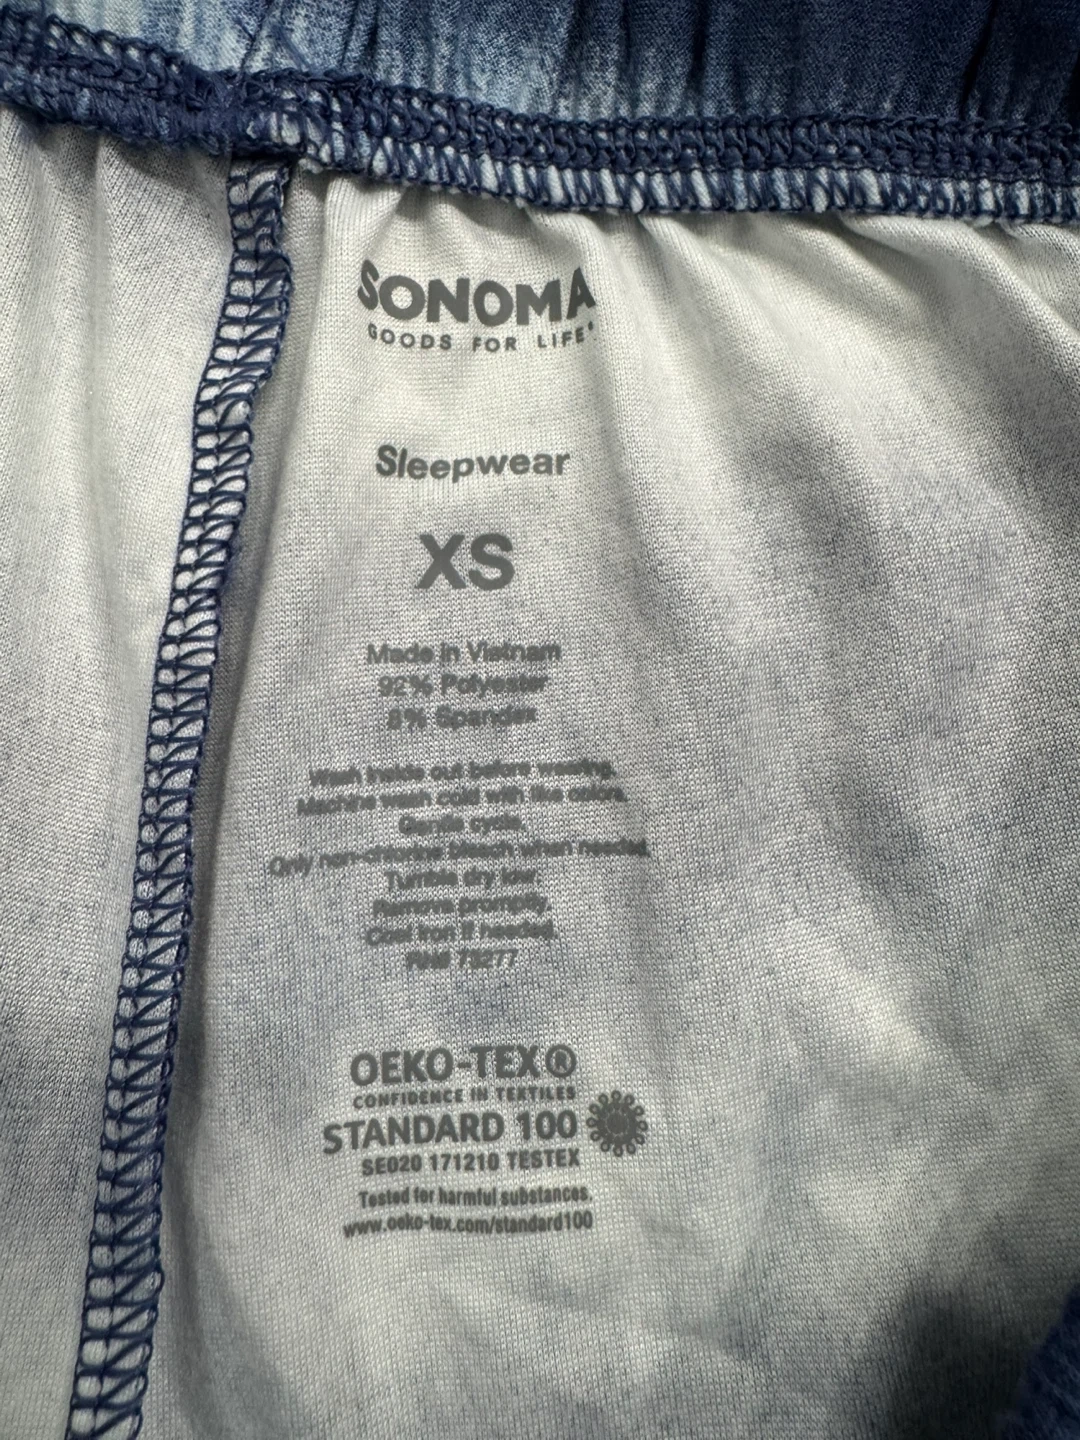 SONOMA
GOODS FOR LIFE®
Sleepwear
XS
Made in Vietnam
92% Polyester
8% Spandex
Wash inside out before wearing.
Machine wash cold with like colors.
Gentle cycle.
Only non-chlorine bleach when needed.
Tumble dry low.
Remove promptly.
Cool iron if needed.
RN# 73277
OEKO-TEX®
CONFIDENCE IN TEXTILES
STANDARD 100
SE020 171210 TESTEX
Tested for harmful substances.
www.oeko-tex.com/standard100